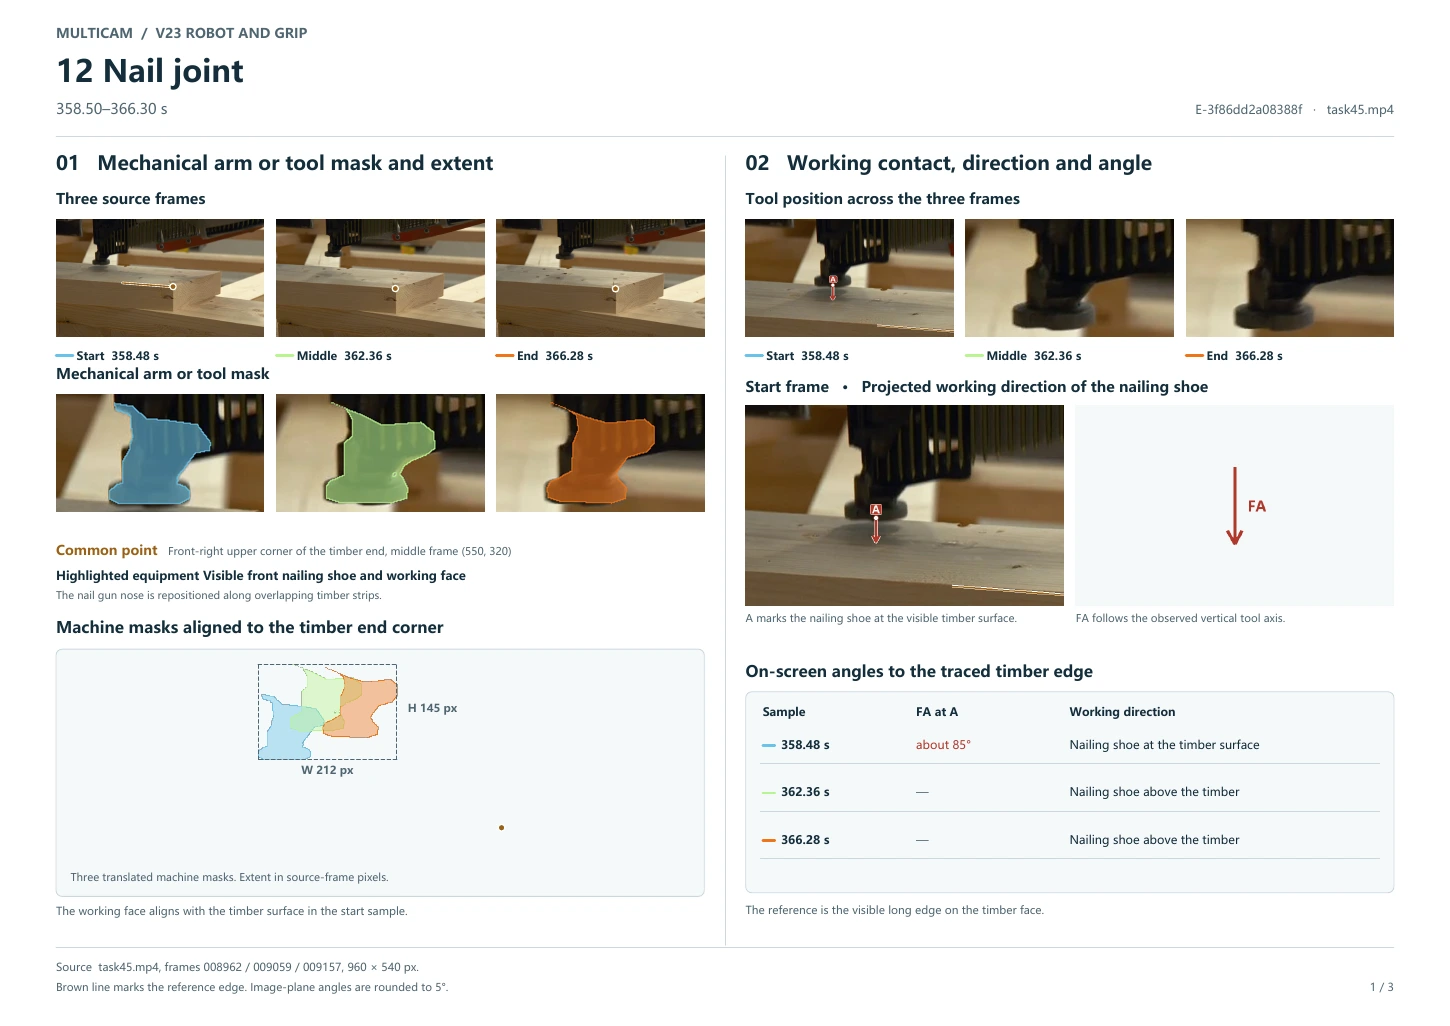 MULTICAM / V23 ROBOT AND GRIP
12 Nail joint
358.50–366.30 s
E-3f86dd2a08388f · task45.mp4
01 Mechanical arm or tool mask and extent
Three source frames
Start 358.48 s
Middle 362.36 s
End 366.28 s
Mechanical arm or tool mask
Common point Front-right upper corner of the timber end, middle frame (550, 320)
Highlighted equipment Visible front nailing shoe and working face
The nail gun nose is repositioned along overlapping timber strips.
Machine masks aligned to the timber end corner
H 145 px
W 212 px
Three translated machine masks. Extent in source-frame pixels.
The working face aligns with the timber surface in the start sample.
02 Working contact, direction and angle
Tool position across the three frames
A
Start 358.48 s
Middle 362.36 s
End 366.28 s
Start frame • Projected working direction of the nailing shoe
A
FA
A marks the nailing shoe at the visible timber surface.
FA follows the observed vertical tool axis.
On-screen angles to the traced timber edge
Sample FA at A Working direction
358.48 s about 85° Nailing shoe at the timber surface
362.36 s — Nailing shoe above the timber
366.28 s — Nailing shoe above the timber
The reference is the visible long edge on the timber face.
Source task45.mp4, frames 008962 / 009059 / 009157, 960 × 540 px.
Brown line marks the reference edge. Image-plane angles are rounded to 5°.
1 / 3